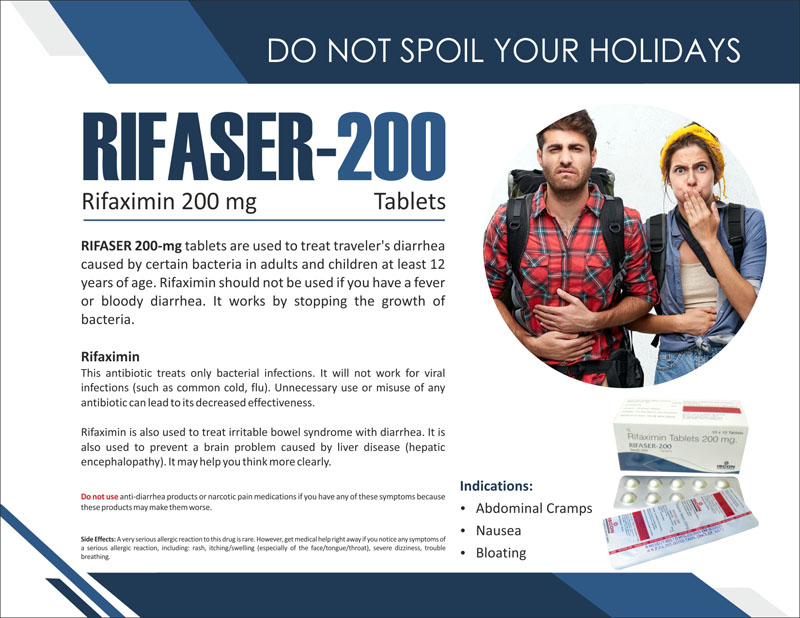 DO NOT SPOIL YOUR HOLIDAYS
RIFASER-200
Rifaximin 200 mg Tablets
RIFASER 200-mg tablets are used to treat traveler's diarrhea
caused by certain bacteria in adults and children at least 12
years of age. Rifaximin should not be used if you have a fever
or bloody diarrhea. It works by stopping the growth of
bacteria.
Rifaximin
This antibiotic treats only bacterial infections. It will not work for viral
infections (such as common cold, flu). Unnecessary use or misuse of any
antibiotic can lead to its decreased effectiveness.
Rifaximin is also used to treat irritable bowel syndrome with diarrhea. It is
also used to prevent a brain problem caused by liver disease (hepatic
encephalopathy). It may help you think more clearly.
Do not use anti-diarrhea products or narcotic pain medications if you have any of these symptoms because
these products may make them worse.
Side Effects: A very serious allergic reaction to this drug is rare. However, get medical help right away if you notice any symptoms of
a serious allergic reaction, including: rash, itching/swelling (especially of the face/tongue/throat), severe dizziness, trouble
breathing.
Indications:
• Abdominal Cramps
• Nausea
• Bloating
10 x 10 Tablets
Rifaximin Tablets 200 mg.
RIFASER-200
ISCON